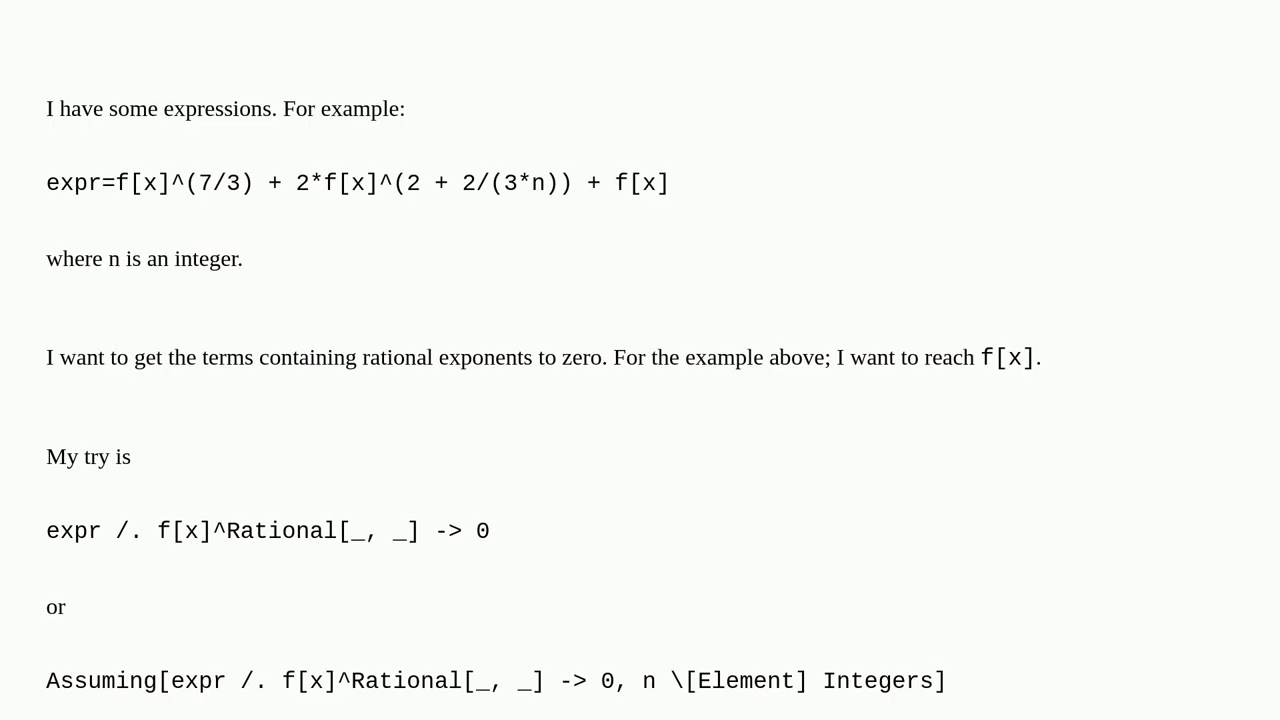 I have some expressions. For example:
expr=f[x]^(7/3) + 2*f[x]^(2 + 2/(3*n)) + f[x]
where n is an integer.
I want to get the terms containing rational exponents to zero. For the example above; I want to reach f[x].
My try is
expr /. f[x]^Rational[_, _] -> 0
or
Assuming[expr /. f[x]^Rational[_, _] -> 0, n \[Element] Integers]